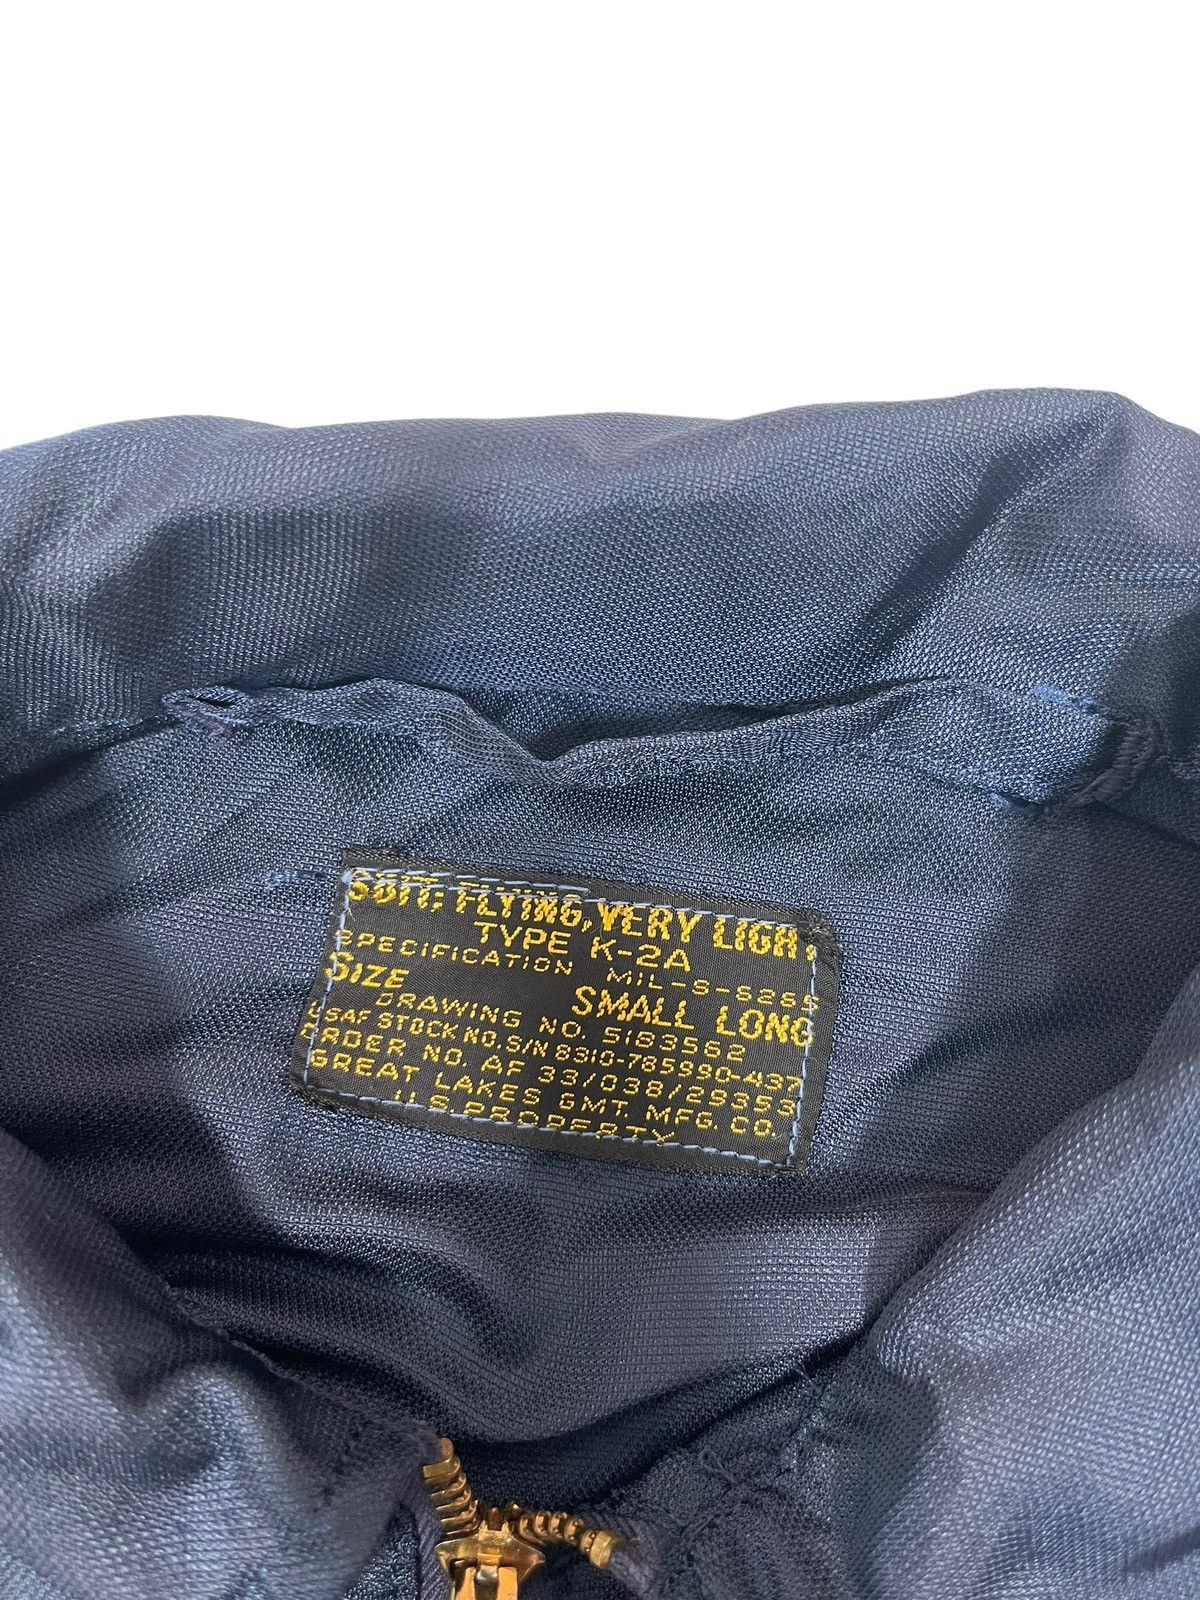 SUIT; FLYING, VERY LIGHT
TYPE K-2A
SPECIFICATION MIL-S-6265
SIZE SMALL LONG
DRAWING NO. 5183562
USAF STOCK NO. S/N 8310-785990-437
ORDER NO. AF 33/038/29353
GREAT LAKES GMT. MFG. CO.
U.S. PROPERTY